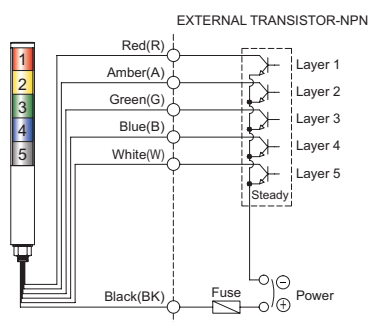 EXTERNAL TRANSISTOR-NPN
Red(R)
Amber(A)
Green(G)
Blue(B)
White(W)
Layer 1
Layer 2
Layer 3
Layer 4
Layer 5
Steady
1
2
3
4
5
Black(BK)
Fuse
Power